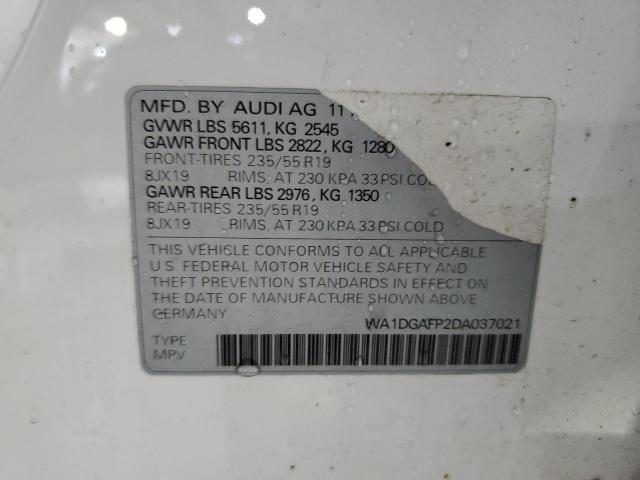 MFD. BY AUDI AG 11
GVWR LBS 5611, KG 2545
GAWR FRONT LBS 2822, KG 1280
FRONT-TIRES 235/55 R19
8JX19 RIMS, AT 230 KPA 33 PSI COLD
GAWR REAR LBS 2976, KG 1350
REAR-TIRES 235/55 R19
8JX19 RIMS, AT 230 KPA 33 PSI COLD
THIS VEHICLE CONFORMS TO ALL APPLICABLE
U.S. FEDERAL MOTOR VEHICLE SAFETY AND
THEFT PREVENTION STANDARDS IN EFFECT ON
THE DATE OF MANUFACTURE SHOWN ABOVE
GERMANY WA1DGAFP2DA037021
TYPE
MPV